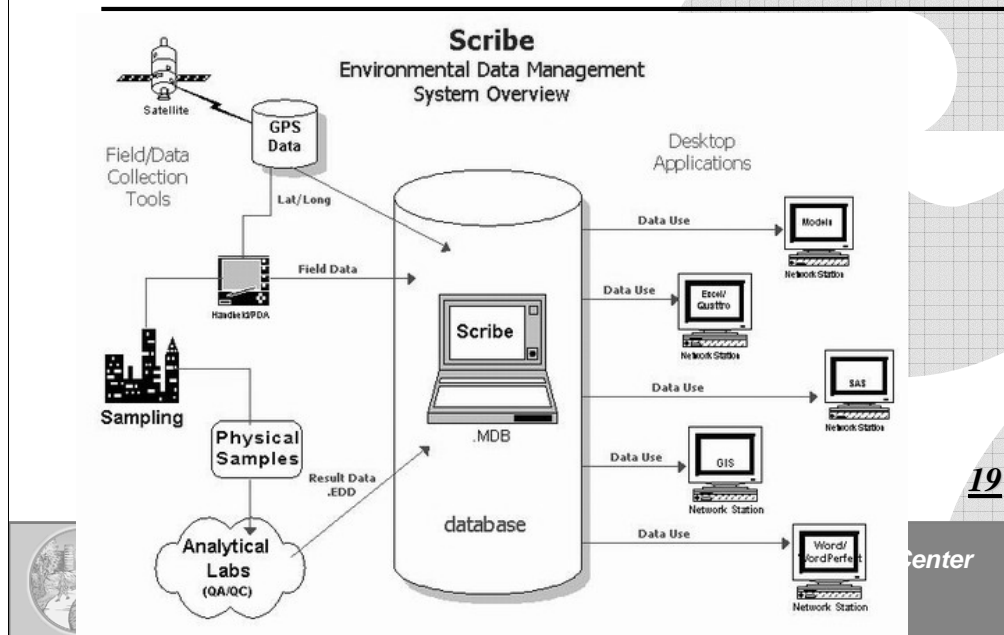 Scribe
Environmental Data Management
System Overview
Satellite
GPS
Data
Field/Data
Collection
Tools
Desktop
Applications
Lat/Long
Data Use
Models
Network Station
Field Data
Handheld/PDA
Data Use
Excel/
Quattro
Network Station
Scribe
.MDB
Sampling
Data Use
SAS
Network Station
Physical
Samples
Data Use
GIS
Network Station
Result Data
.EDD
19
database
Analytical
Labs
(QA/QC)
Data Use
Word/
WordPerfect
Network Station
Center